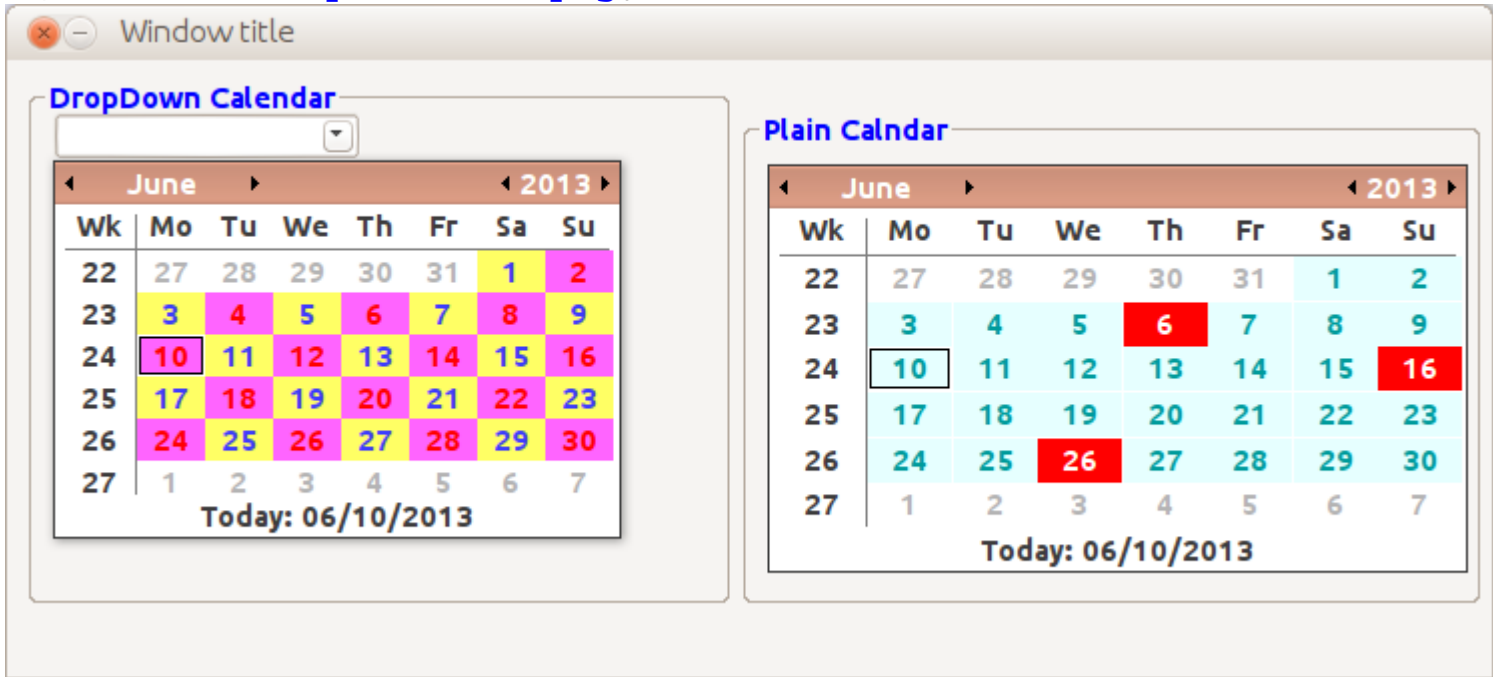 Window title
DropDown Calendar
June 2013
Wk Mo Tu We Th Fr Sa Su
22 27 28 29 30 31 1 2
23 3 4 5 6 7 8 9
24 10 11 12 13 14 15 16
25 17 18 19 20 21 22 23
26 24 25 26 27 28 29 30
27 1 2 3 4 5 6 7
Today: 06/10/2013
Plain Calndar
June 2013
Wk Mo Tu We Th Fr Sa Su
22 27 28 29 30 31 1 2
23 3 4 5 6 7 8 9
24 10 11 12 13 14 15 16
25 17 18 19 20 21 22 23
26 24 25 26 27 28 29 30
27 1 2 3 4 5 6 7
Today: 06/10/2013